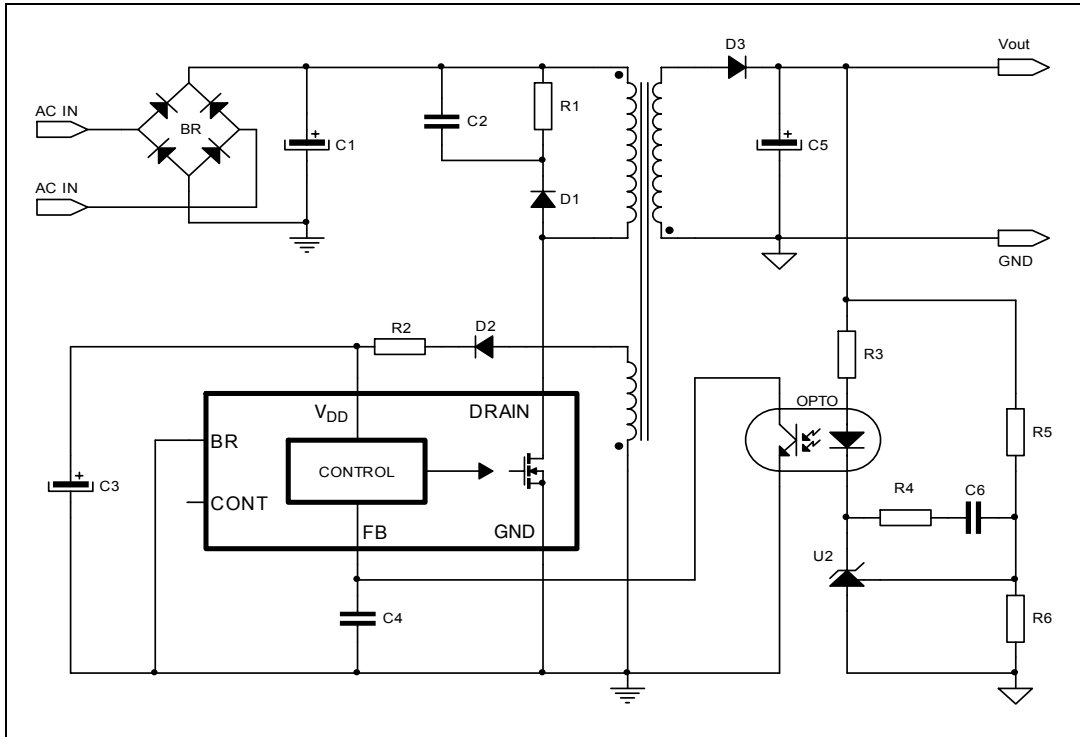 D3
Vout
AC IN
BR
R1
C2
C1
C5
AC IN
D1
GND
R2
D2
R3
VDD
DRAIN
OPTO
BR
R5
CONTROL
C3
CONT
R4
C6
FB
GND
U2
C4
R6
+
+
+